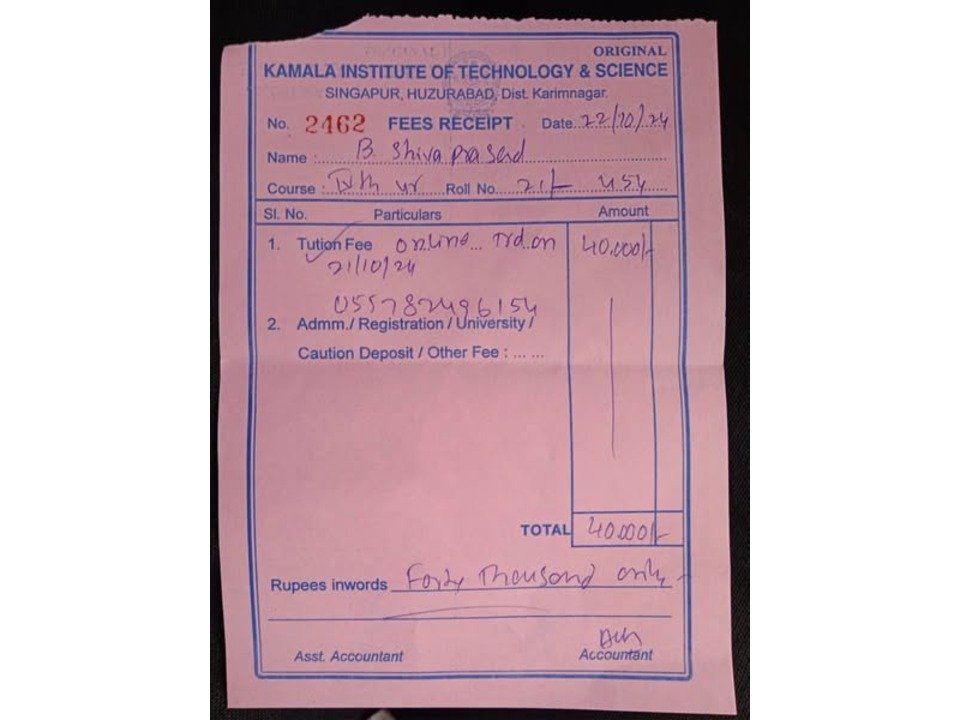 ORIGINAL
KAMALA INSTITUTE OF TECHNOLOGY & SCIENCE
SINGAPUR, HUZURABAD, Dist. Karimnagar.
No. 2462 FEES RECEIPT Date 22/10/24
Name : B. Shiva prasad
Course : IVth yr Roll No. 21/- 454
Sl. No. Particulars Amount
1. Tution Fee online Trd on 40,000/-
21/10/24
055782496154
2. Admm./ Registration / University /
Caution Deposit / Other Fee : ... ...
TOTAL 40,000/-
Rupees inwords Forty Thousand only
Asst. Accountant Accountant